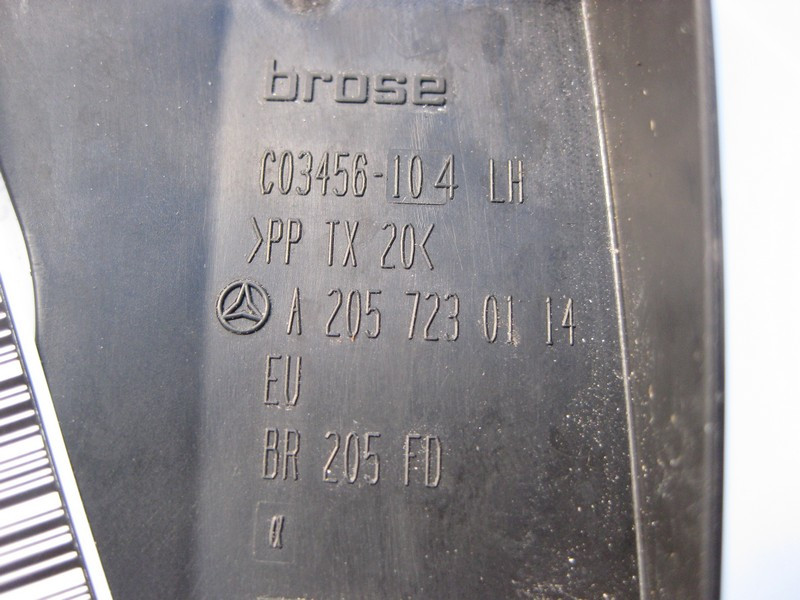 brose
C03456-104 LH
>PP TX 20<
A 205 723 01 14
EU
BR 205 FD